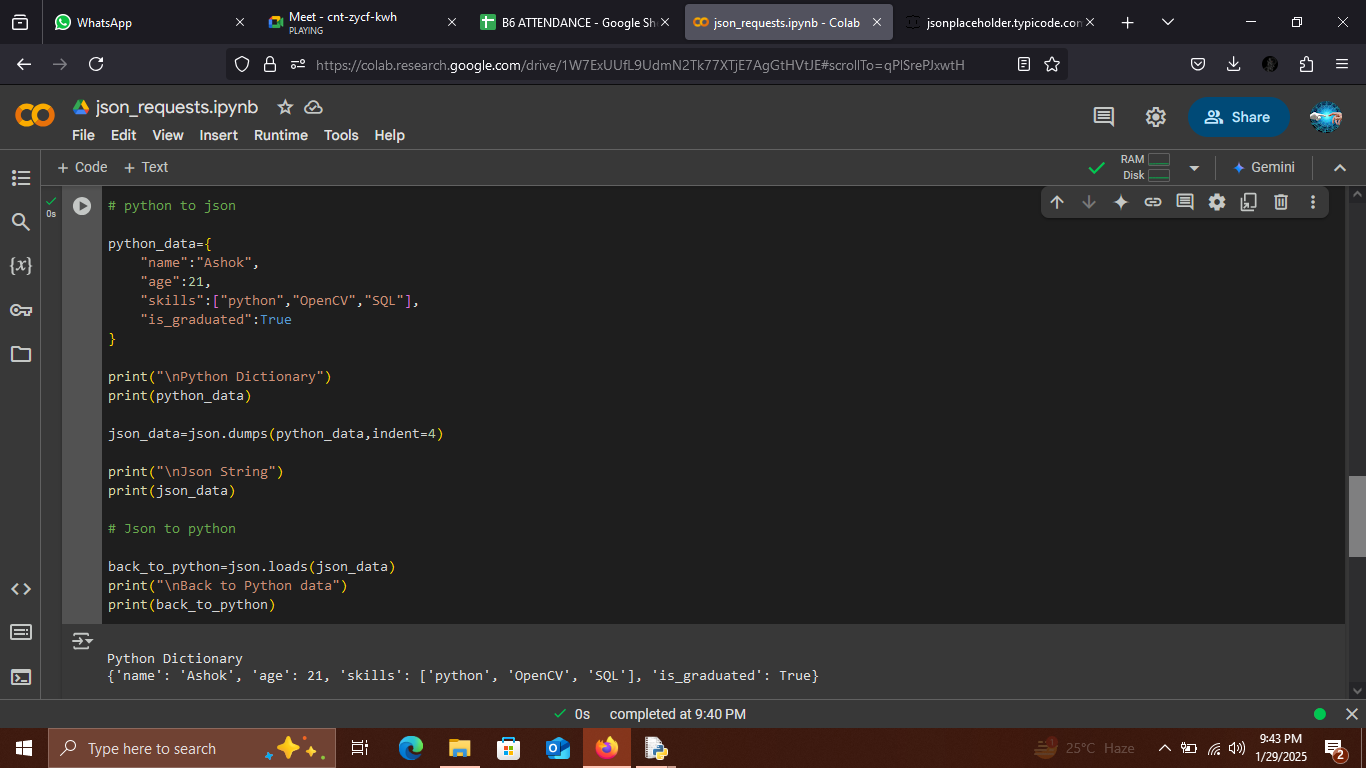 WhatsApp
Meet - cnt-zycf-kwh
PLAYING
B6 ATTENDANCE - Google Sh
json_requests.ipynb - Colab
jsonplaceholder.typicode.con
https://colab.research.google.com/drive/1W7ExUUfL9UdmN2Tk77XTjE7AgGtHVtJE#scrollTo=qPlSrePJxwtH
json_requests.ipynb
File Edit View Insert Runtime Tools Help
Share
+ Code + Text
RAM
Disk
Gemini
0s
# python to json
python_data={
    "name":"Ashok",
    "age":21,
    "skills":["python","OpenCV","SQL"],
    "is_graduated":True
}
print("\nPython Dictionary")
print(python_data)
json_data=json.dumps(python_data,indent=4)
print("\nJson String")
print(json_data)
# Json to python
back_to_python=json.loads(json_data)
print("\nBack to Python data")
print(back_to_python)
Python Dictionary
{'name': 'Ashok', 'age': 21, 'skills': ['python', 'OpenCV', 'SQL'], 'is_graduated': True}
0s completed at 9:40 PM
Type here to search
25°C Haze
9:43 PM
1/29/2025
2